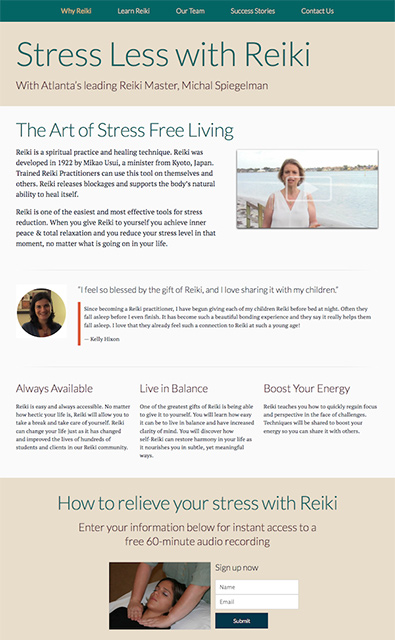 Why Reiki Learn Reiki Our Team Success Stories Contact Us
Stress Less with Reiki
With Atlanta's leading Reiki Master, Michal Spiegelman
The Art of Stress Free Living
Reiki is a spiritual practice and healing technique. Reiki was
developed in 1922 by Mikao Usui, a minister from Kyoto, Japan.
Trained Reiki Practitioners can use this tool on themselves and
others. Reiki releases blockages and supports the body's natural
ability to heal itself.
Reiki is one of the easiest and most effective tools for stress
reduction. When you give Reiki to yourself you achieve inner
peace & total relaxation and you reduce your stress level in that
moment, no matter what is going on in your life.
"I feel so blessed by the gift of Reiki, and I love sharing it with my children."
Since becoming a Reiki practitioner, I have begun giving each of my children Reiki before bed at night. Often they
fall asleep before I even finish. It has become such a beautiful bonding experience and they say it really helps them
fall asleep. I love that they already feel such a connection to Reiki at such a young age!
— Kelly Hixon
Always Available
Reiki is easy and always accessible. No matter
how hectic your life is, Reiki will allow you to
take a break and take care of yourself. Reiki
can change your life just as it has changed
and improved the lives of hundreds of
students and clients in our Reiki community.
Live in Balance
One of the greatest gifts of Reiki is being able
to give it to yourself. You will learn how easy
it can be to live in balance and have increased
clarity of mind. You will discover how
self-Reiki can restore harmony in your life as
it nourishes you in subtle, yet meaningful
ways.
Boost Your Energy
Reiki teaches you how to quickly regain focus
and perspective in the face of challenges.
Techniques will be shared to boost your
energy so you can share it with others.
How to relieve your stress with Reiki
Enter your information below for instant access to a
free 60-minute audio recording
Sign up now
Name
Email
Submit